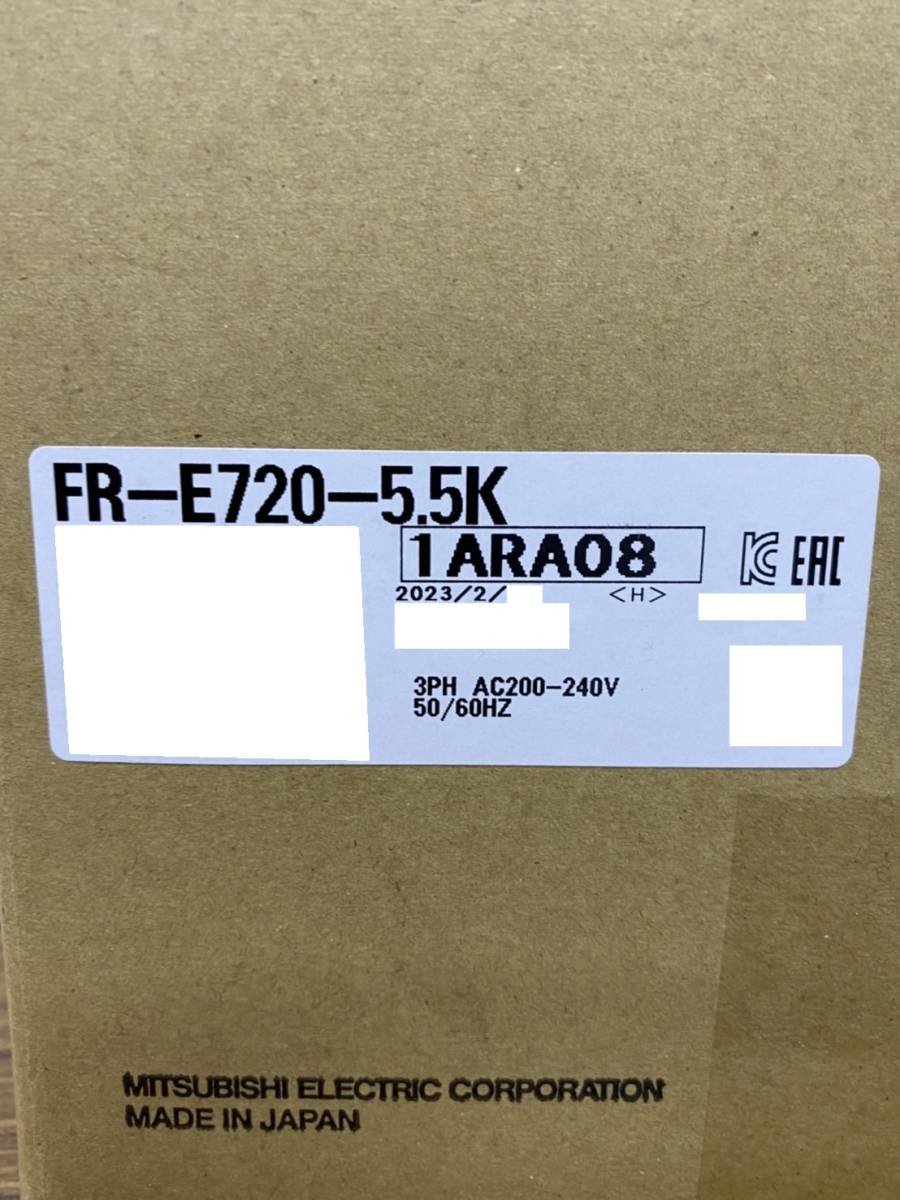 FR-E720-5.5K
1ARA08
KC EAC
2023/2/
<H>
3PH AC200-240V
50/60HZ
MITSUBISHI ELECTRIC CORPORATION
MADE IN JAPAN